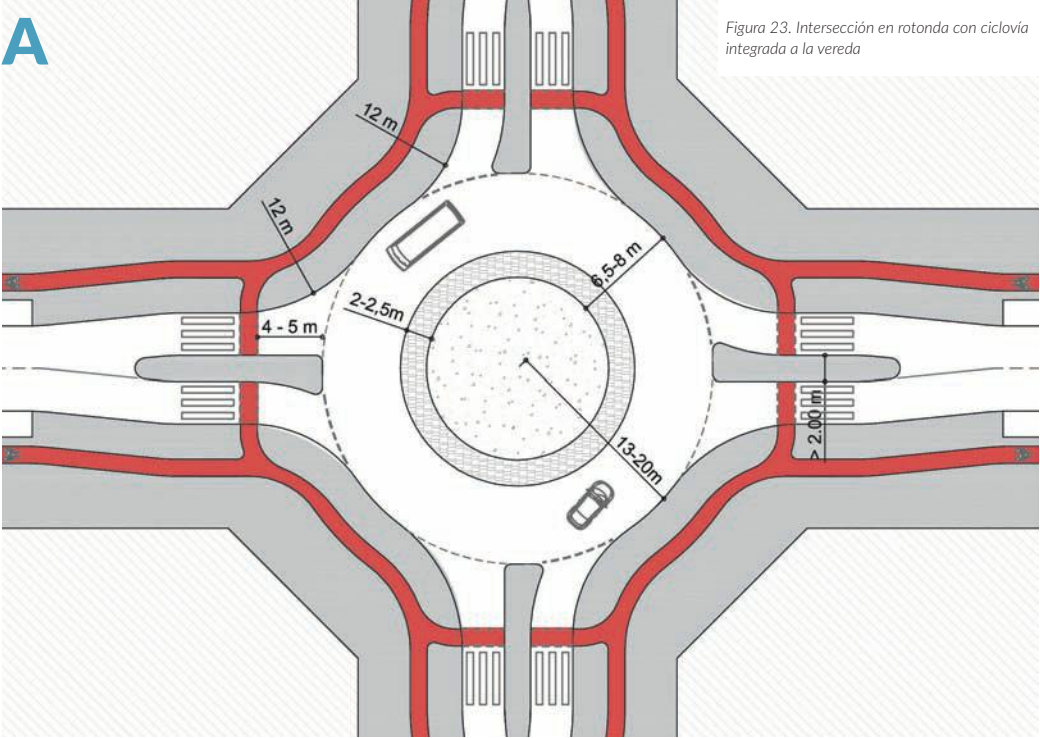 A
Figura 23. Intersección en rotonda con ciclovía
integrada a la vereda
12 m
12 m
6,5-8 m
2-2,5m
4 - 5 m
> 2.00 m
13-20m